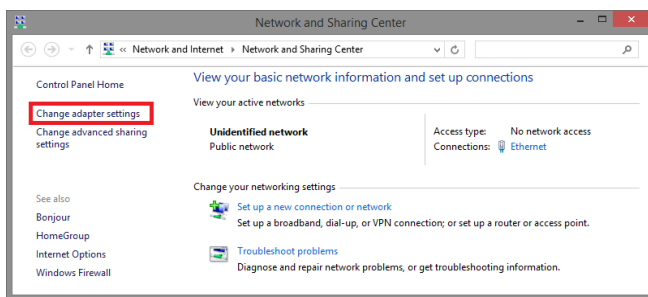 Network and Sharing Center
« Network and Internet Network and Sharing Center
Control Panel Home
Change adapter settings
Change advanced sharing
settings
See also
Bonjour
HomeGroup
Internet Options
Windows Firewall
View your basic network information and set up connections
View your active networks
Unidentified network
Public network
Access type: No network access
Connections: Ethernet
Change your networking settings
Set up a new connection or network
Set up a broadband, dial-up, or VPN connection; or set up a router or access point.
Troubleshoot problems
Diagnose and repair network problems, or get troubleshooting information.